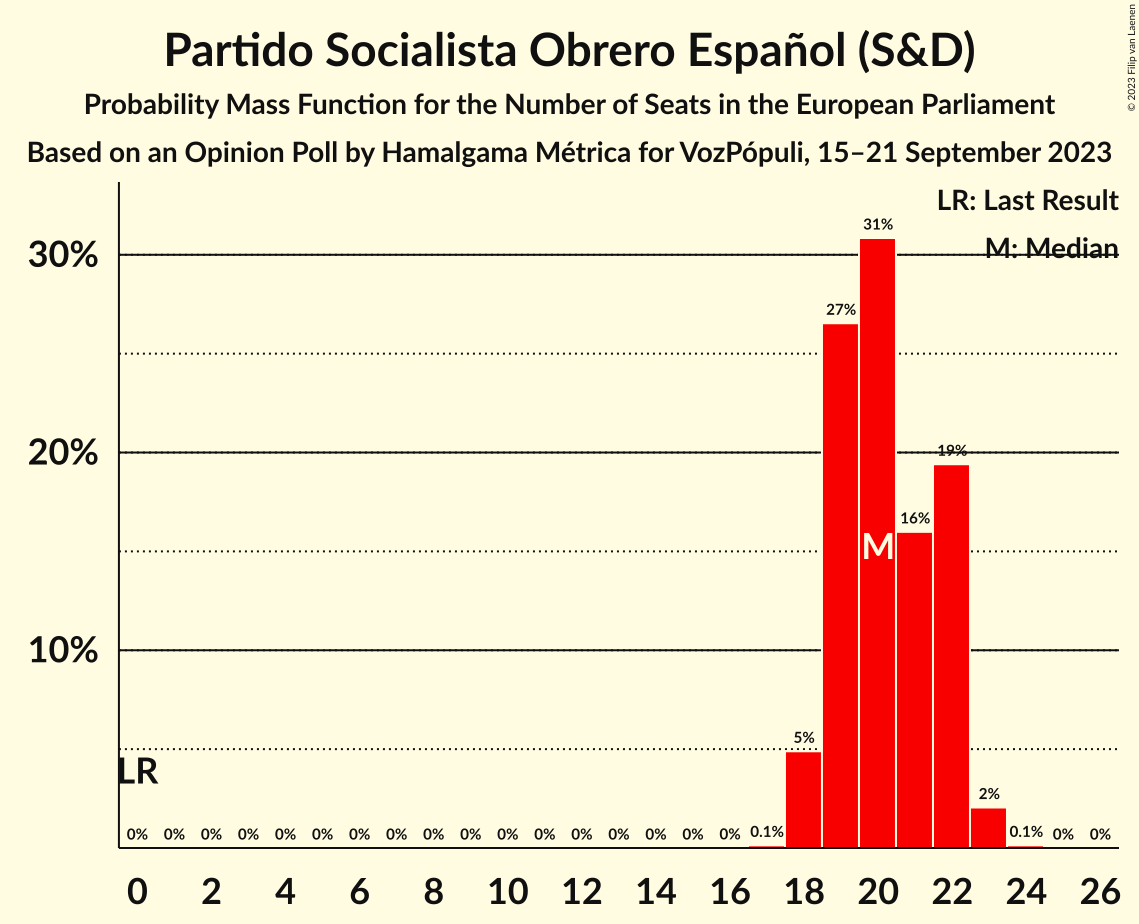 Partido Socialista Obrero Español (S&D)
Probability Mass Function for the Number of Seats in the European Parliament
Based on an Opinion Poll by Hamalgama Métrica for VozPópuli, 15–21 September 2023
© 2023 Filip van Laenen
LR: Last Result
M: Median
30%
20%
10%
31%
27%
19%
16%
M
5%
2%
LR
0% 0% 0% 0% 0% 0% 0% 0% 0% 0% 0% 0% 0% 0% 0% 0% 0% 0.1% 0.1% 0% 0%
0 2 4 6 8 10 12 14 16 18 20 22 24 26